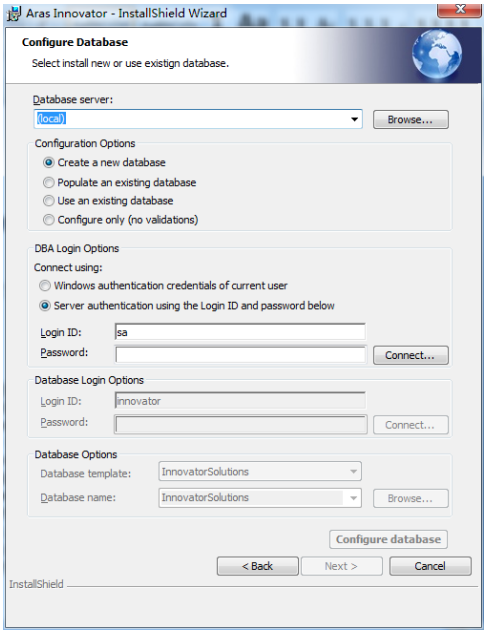 Aras Innovator - InstallShield Wizard
Configure Database
Select install new or use existign database.
Database server:
(local)
Browse...
Configuration Options
Create a new database
Populate an existing database
Use an existing database
Configure only (no validations)
DBA Login Options
Connect using:
Windows authentication credentials of current user
Server authentication using the Login ID and password below
Login ID: sa
Password: Connect...
Database Login Options
Login ID: innovator
Password: Connect...
Database Options
Database template: InnovatorSolutions
Database name: InnovatorSolutions Browse...
Configure database
< Back Next > Cancel
InstallShield